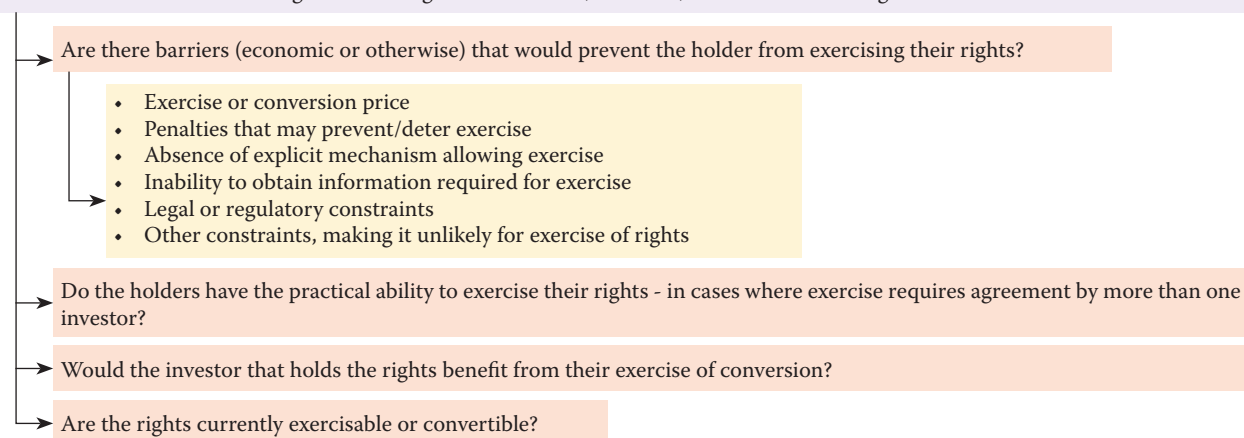 Are there barriers (economic or otherwise) that would prevent the holder from exercising their rights?
• Exercise or conversion price
• Penalties that may prevent/deter exercise
• Absence of explicit mechanism allowing exercise
• Inability to obtain information required for exercise
• Legal or regulatory constraints
• Other constraints, making it unlikely for exercise of rights
Do the holders have the practical ability to exercise their rights - in cases where exercise requires agreement by more than one
investor?
Would the investor that holds the rights benefit from their exercise of conversion?
Are the rights currently exercisable or convertible?